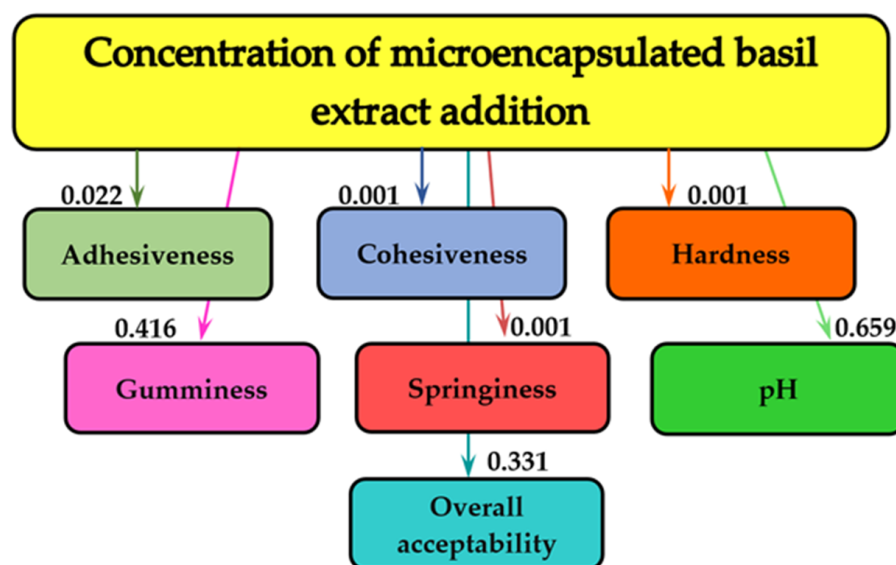 Concentration of microencapsulated basil
extract addition
0.022
0.001
0.001
Adhesiveness
Cohesiveness
Hardness
0.416
0.001
0.659
Gumminess
Springiness
pH
0.331
Overall
acceptability